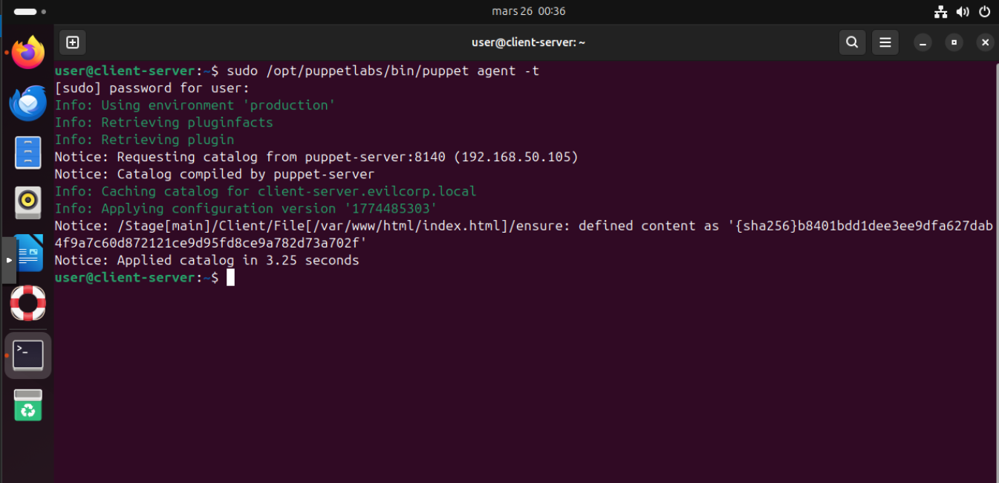 mars 26 00:36
user@client-server: ~
user@client-server:~$ sudo /opt/puppetlabs/bin/puppet agent -t
[sudo] password for user:
Info: Using environment 'production'
Info: Retrieving pluginfacts
Info: Retrieving plugin
Notice: Requesting catalog from puppet-server:8140 (192.168.50.105)
Notice: Catalog compiled by puppet-server
Info: Caching catalog for client-server.evilcorp.local
Info: Applying configuration version '1774485303'
Notice: /Stage[main]/Client/File[/var/www/html/index.html]/ensure: defined content as '{sha256}b8401bdd1dee3ee9dfa627dab
4f9a7c60d872121ce9d95fd8ce9a782d73a702f'
Notice: Applied catalog in 3.25 seconds
user@client-server:~$